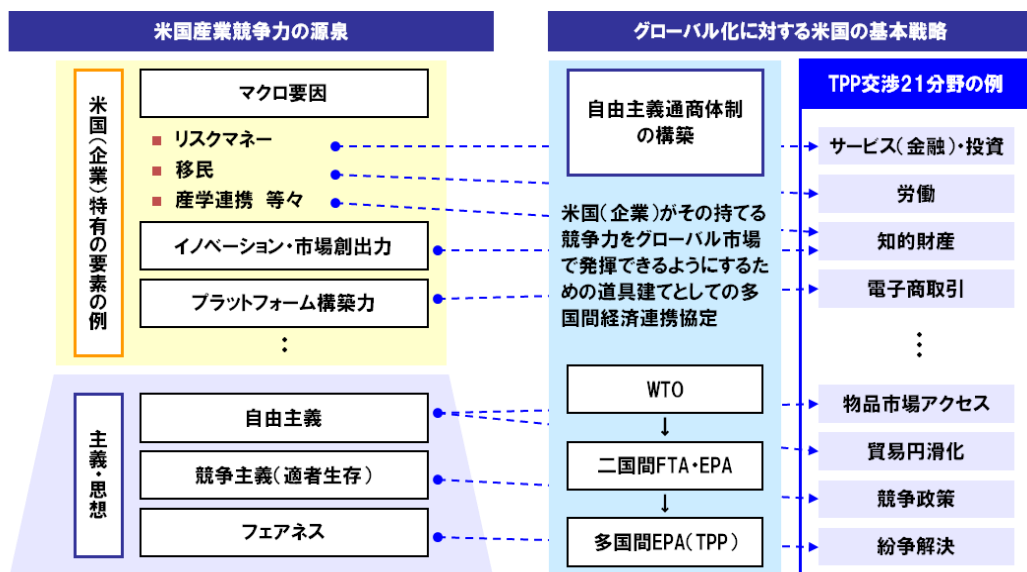 米国産業競争力の源泉
米国(企業)特有の要素の例
マクロ要因
■ リスクマネー
■ 移民
■ 産学連携 等々
イノベーション・市場創出力
プラットフォーム構築力
:
主義・思想
自由主義
競争主義(適者生存)
フェアネス
グローバル化に対する米国の基本戦略
自由主義通商体制
の構築
米国(企業)がその持てる
競争力をグローバル市場
で発揮できるようにするた
めの道具建てとしての多
国間経済連携協定
WTO
↓
二国間FTA・EPA
↓
多国間EPA(TPP)
TPP交渉21分野の例
サービス(金融)・投資
労働
知的財産
電子商取引
⋮
物品市場アクセス
貿易円滑化
競争政策
紛争解決